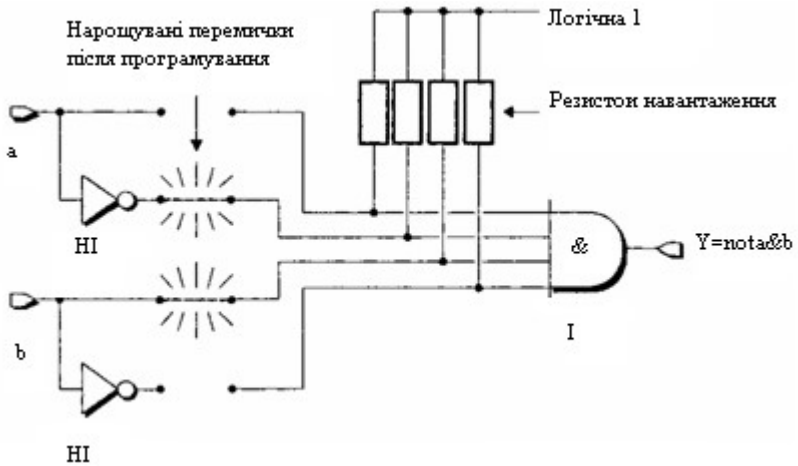 Нарощувані перемички
після програмування
Логічна 1
Резистои навантаження
a
НІ
&
Y=nota&b
І
b
НІ